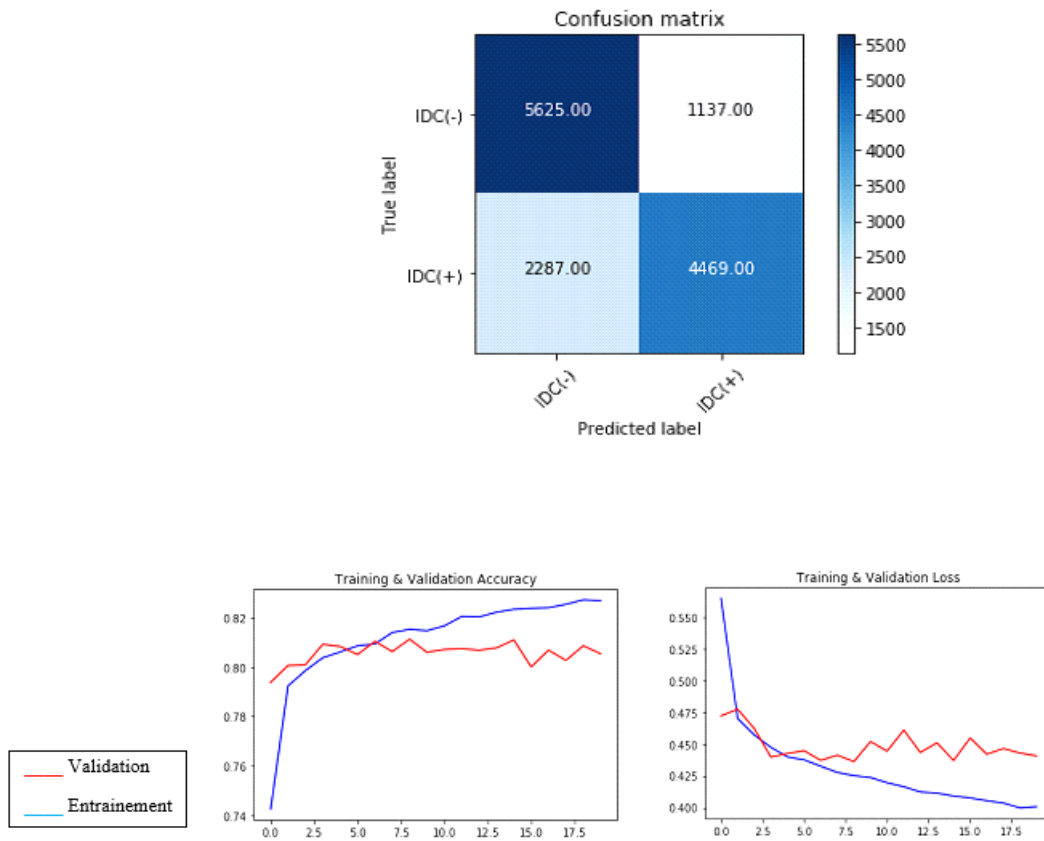 Confusion matrix
5500
5000
4500
4000
3500
3000
2500
2000
1500
True label
IDC(-)
5625.00 1137.00
IDC(+)
2287.00 4469.00
IDC(-) IDC(+)
Predicted label
Training & Validation Accuracy
0.82
0.80
0.78
0.76
0.74
0.0 2.5 5.0 7.5 10.0 12.5 15.0 17.5
Training & Validation Loss
0.550
0.525
0.500
0.475
0.450
0.425
0.400
0.0 2.5 5.0 7.5 10.0 12.5 15.0 17.5
Validation
Entrainement